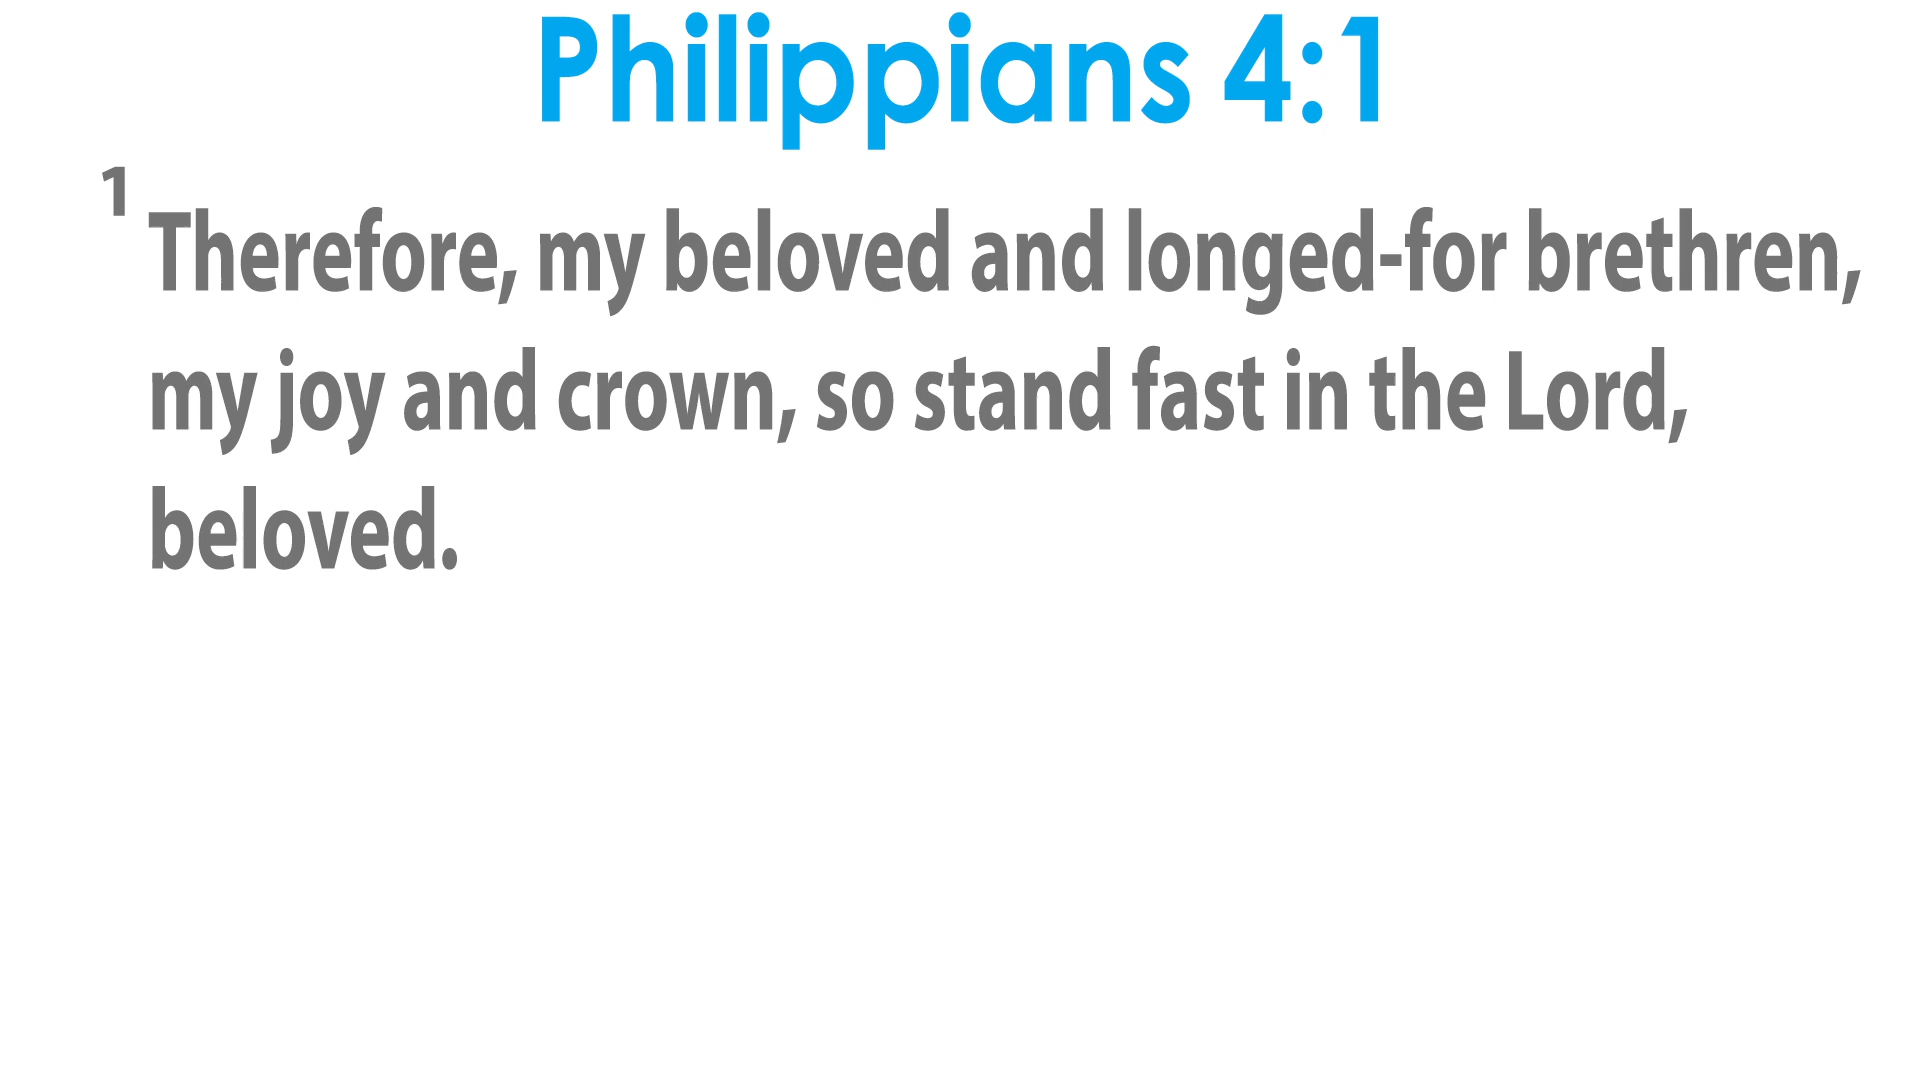 Philippians 4:1
1 Therefore, my beloved and longed-for brethren,
my joy and crown, so stand fast in the Lord,
beloved.